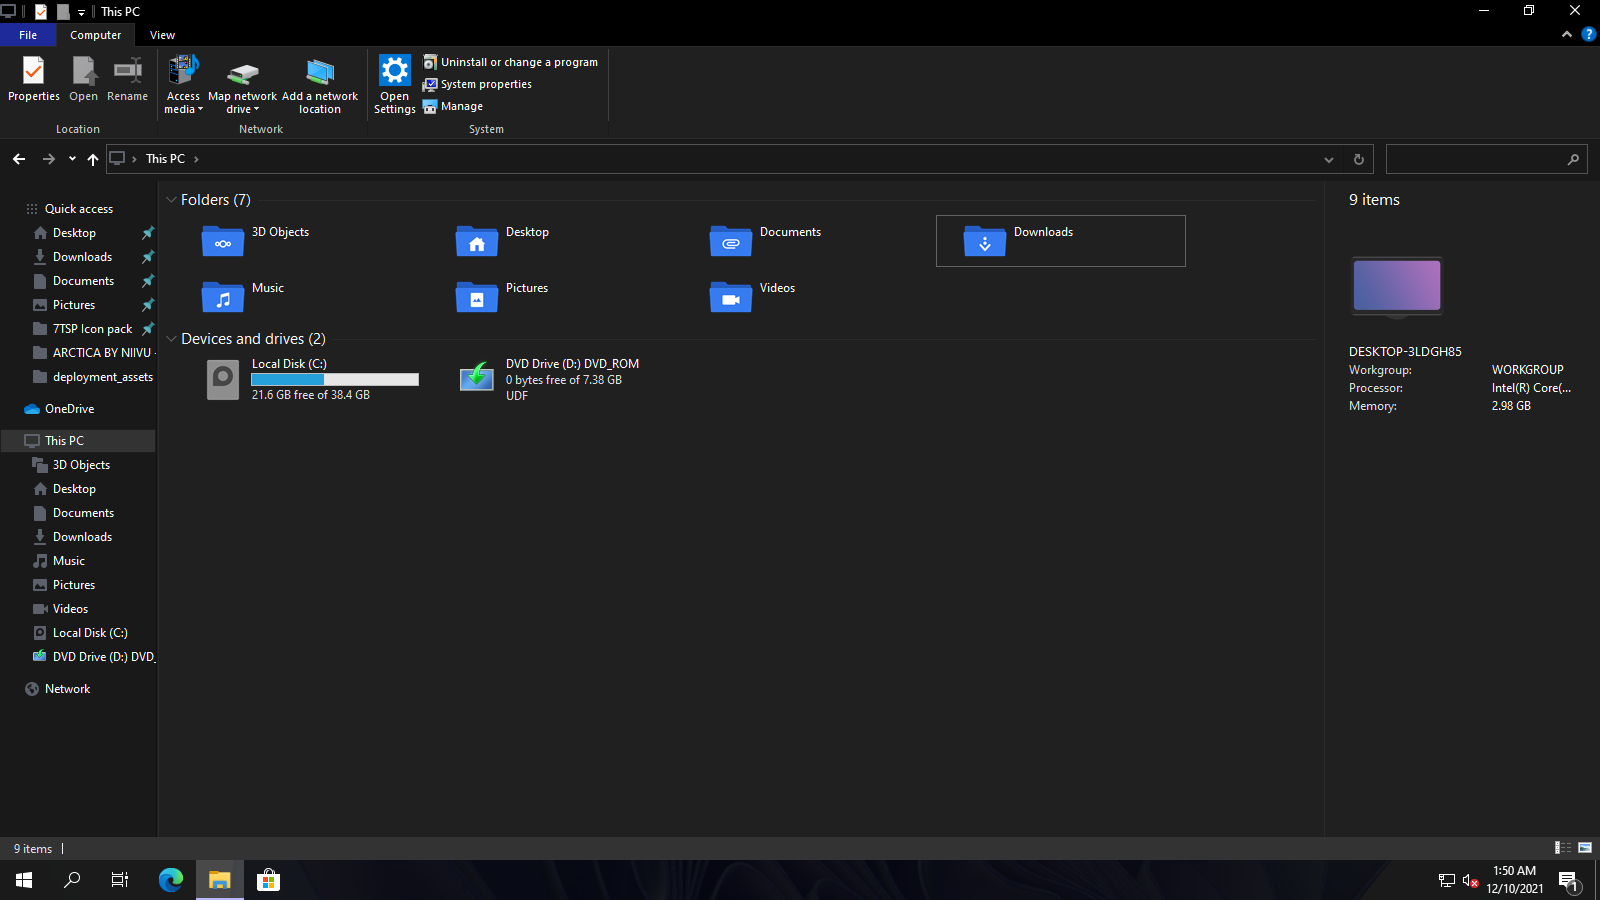 This PC
File
Computer
View
Properties
Open
Rename
Access
media
Map network
drive
Add a network
location
Open
Settings
Uninstall or change a program
System properties
Manage
Location
Network
System
This PC
Quick access
Desktop
Downloads
Documents
Pictures
7TSP Icon pack
ARCTICA BY NIIVU -
deployment_assets
OneDrive
This PC
3D Objects
Desktop
Documents
Downloads
Music
Pictures
Videos
Local Disk (C:)
DVD Drive (D:) DVD_
Network
Folders (7)
3D Objects
Desktop
Documents
Downloads
Music
Pictures
Videos
Devices and drives (2)
Local Disk (C:)
21.6 GB free of 38.4 GB
DVD Drive (D:) DVD_ROM
0 bytes free of 7.38 GB
UDF
9 items
DESKTOP-3LDGH85
Workgroup: WORKGROUP
Processor: Intel(R) Core(...
Memory: 2.98 GB
9 items
1:50 AM
12/10/2021
1